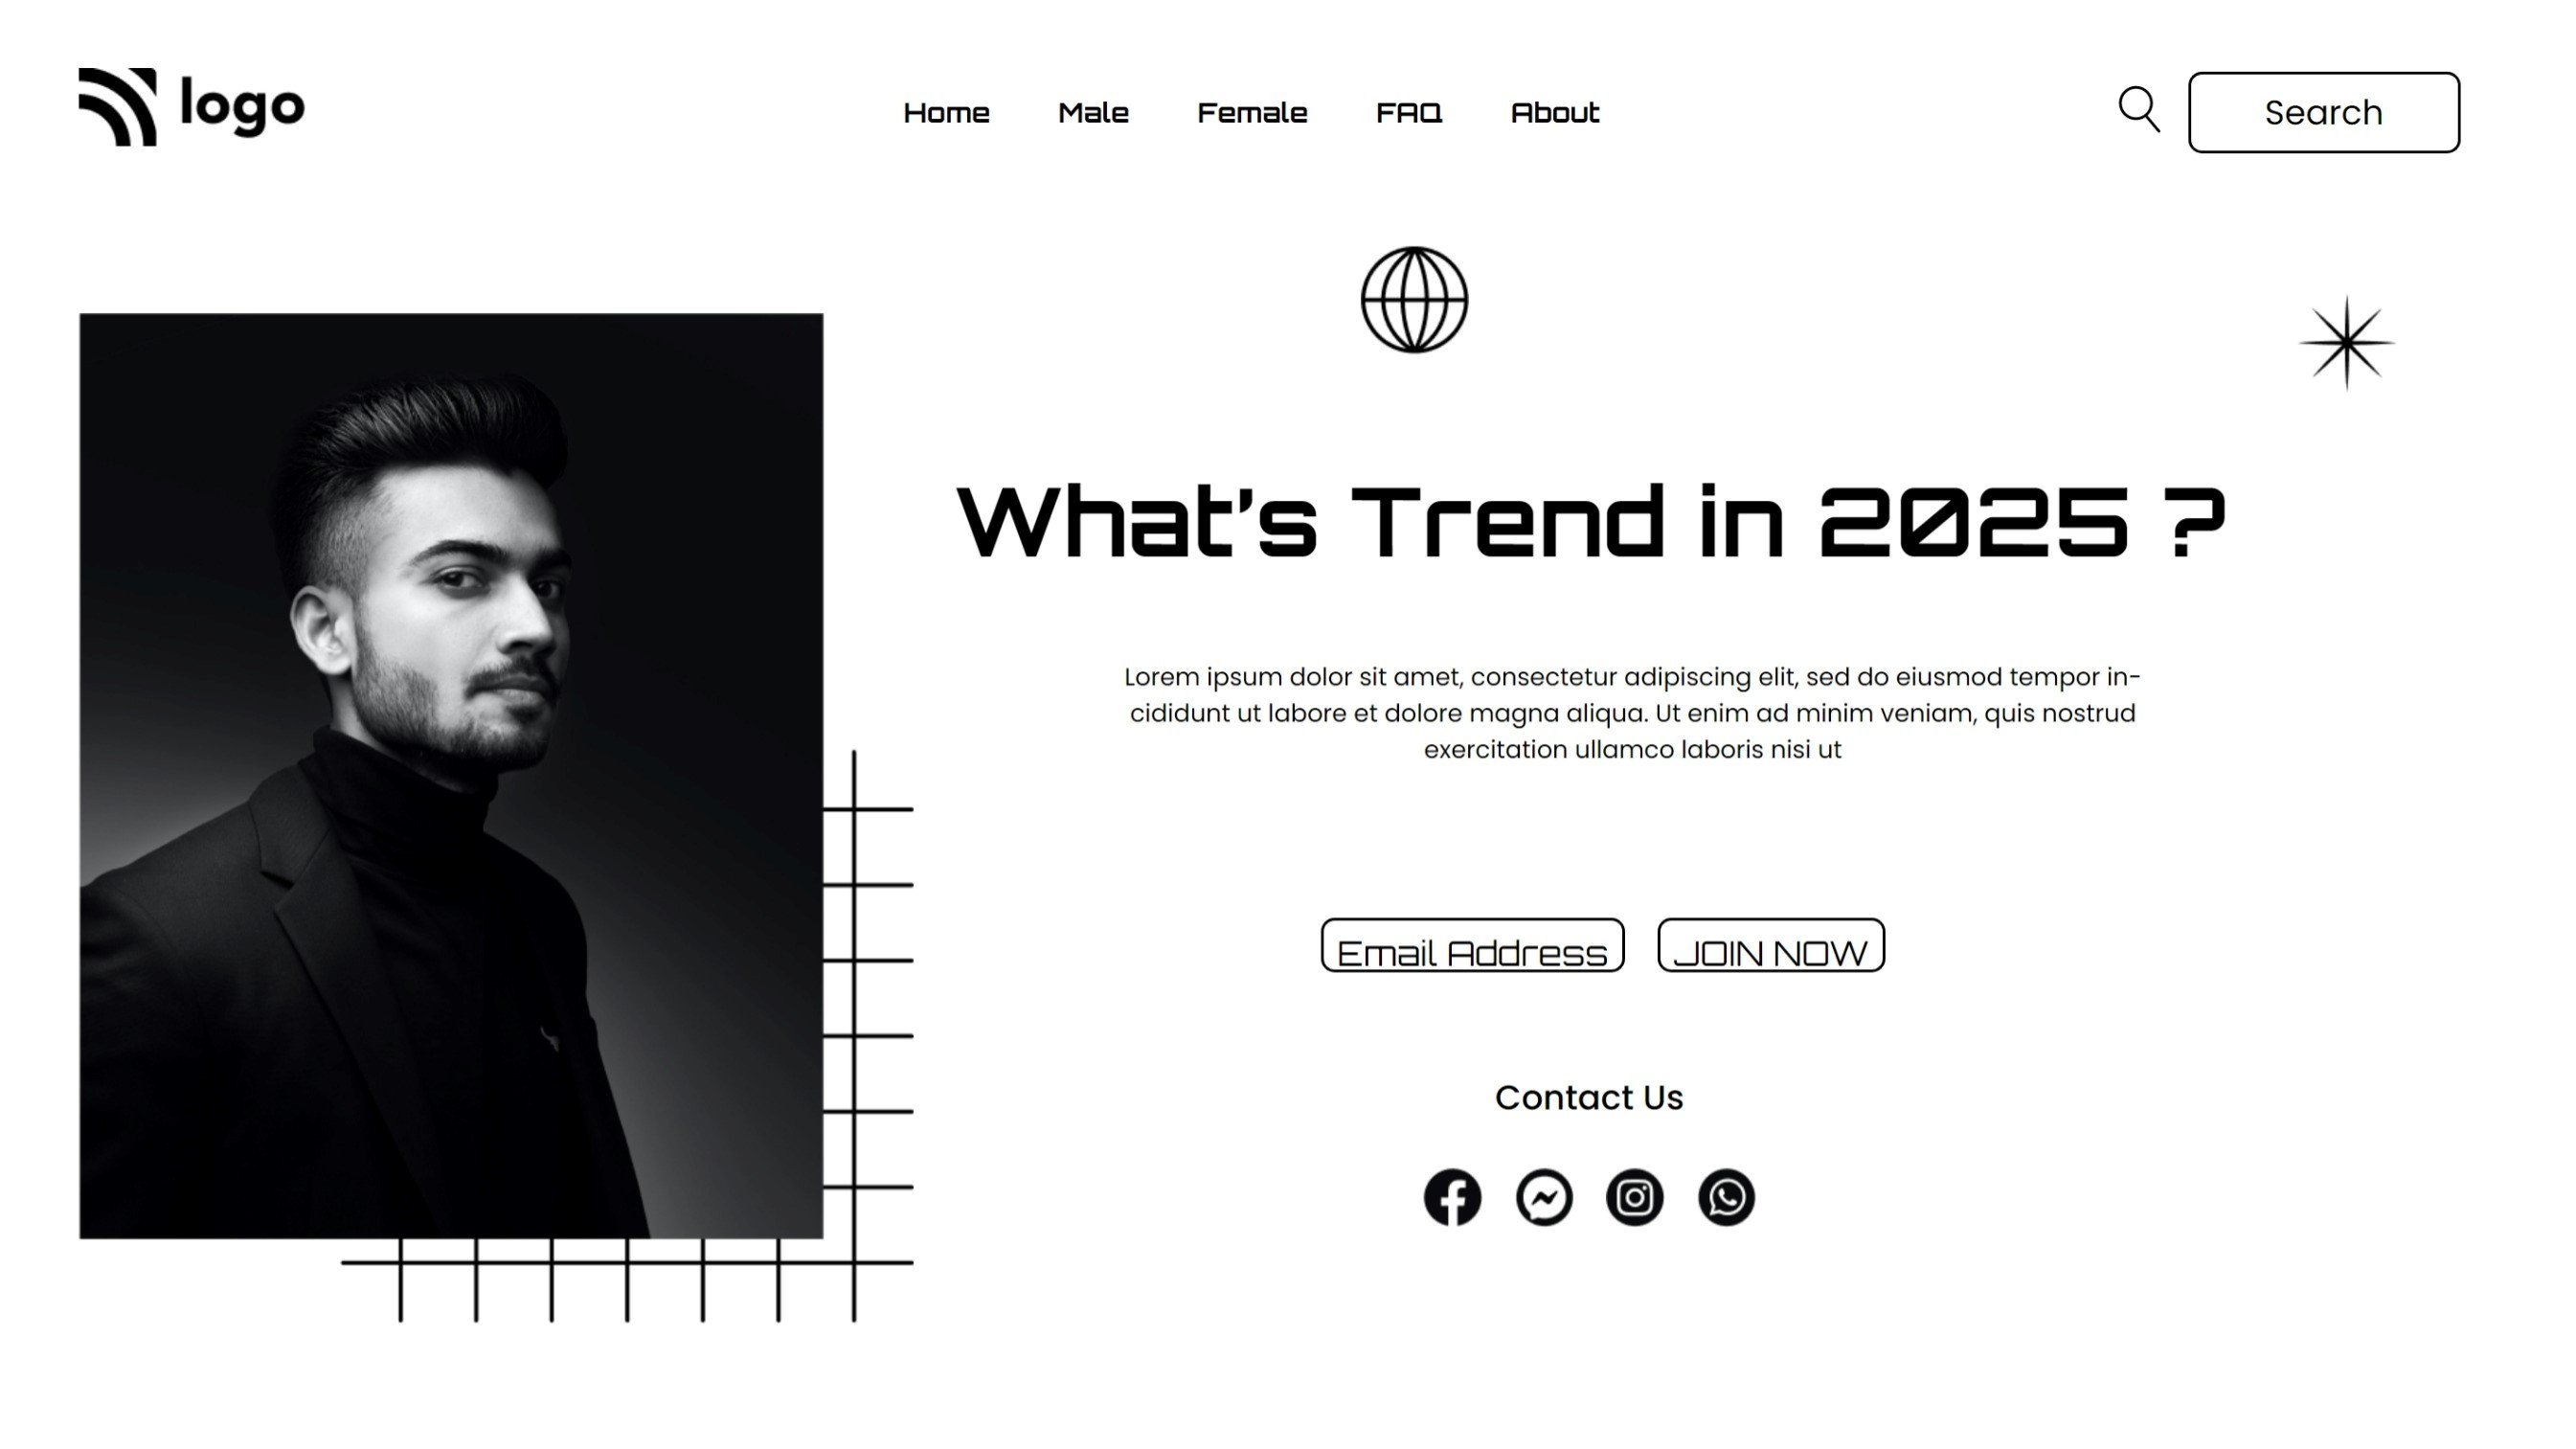 logo
Home
Male
Female
FAQ
About
Search
What's Trend in 2025 ?
Lorem ipsum dolor sit amet, consectetur adipiscing elit, sed do eiusmod tempor in-
cididunt ut labore et dolore magna aliqua. Ut enim ad minim veniam, quis nostrud
exercitation ullamco laboris nisi ut
Email Address
JOIN NOW
Contact Us